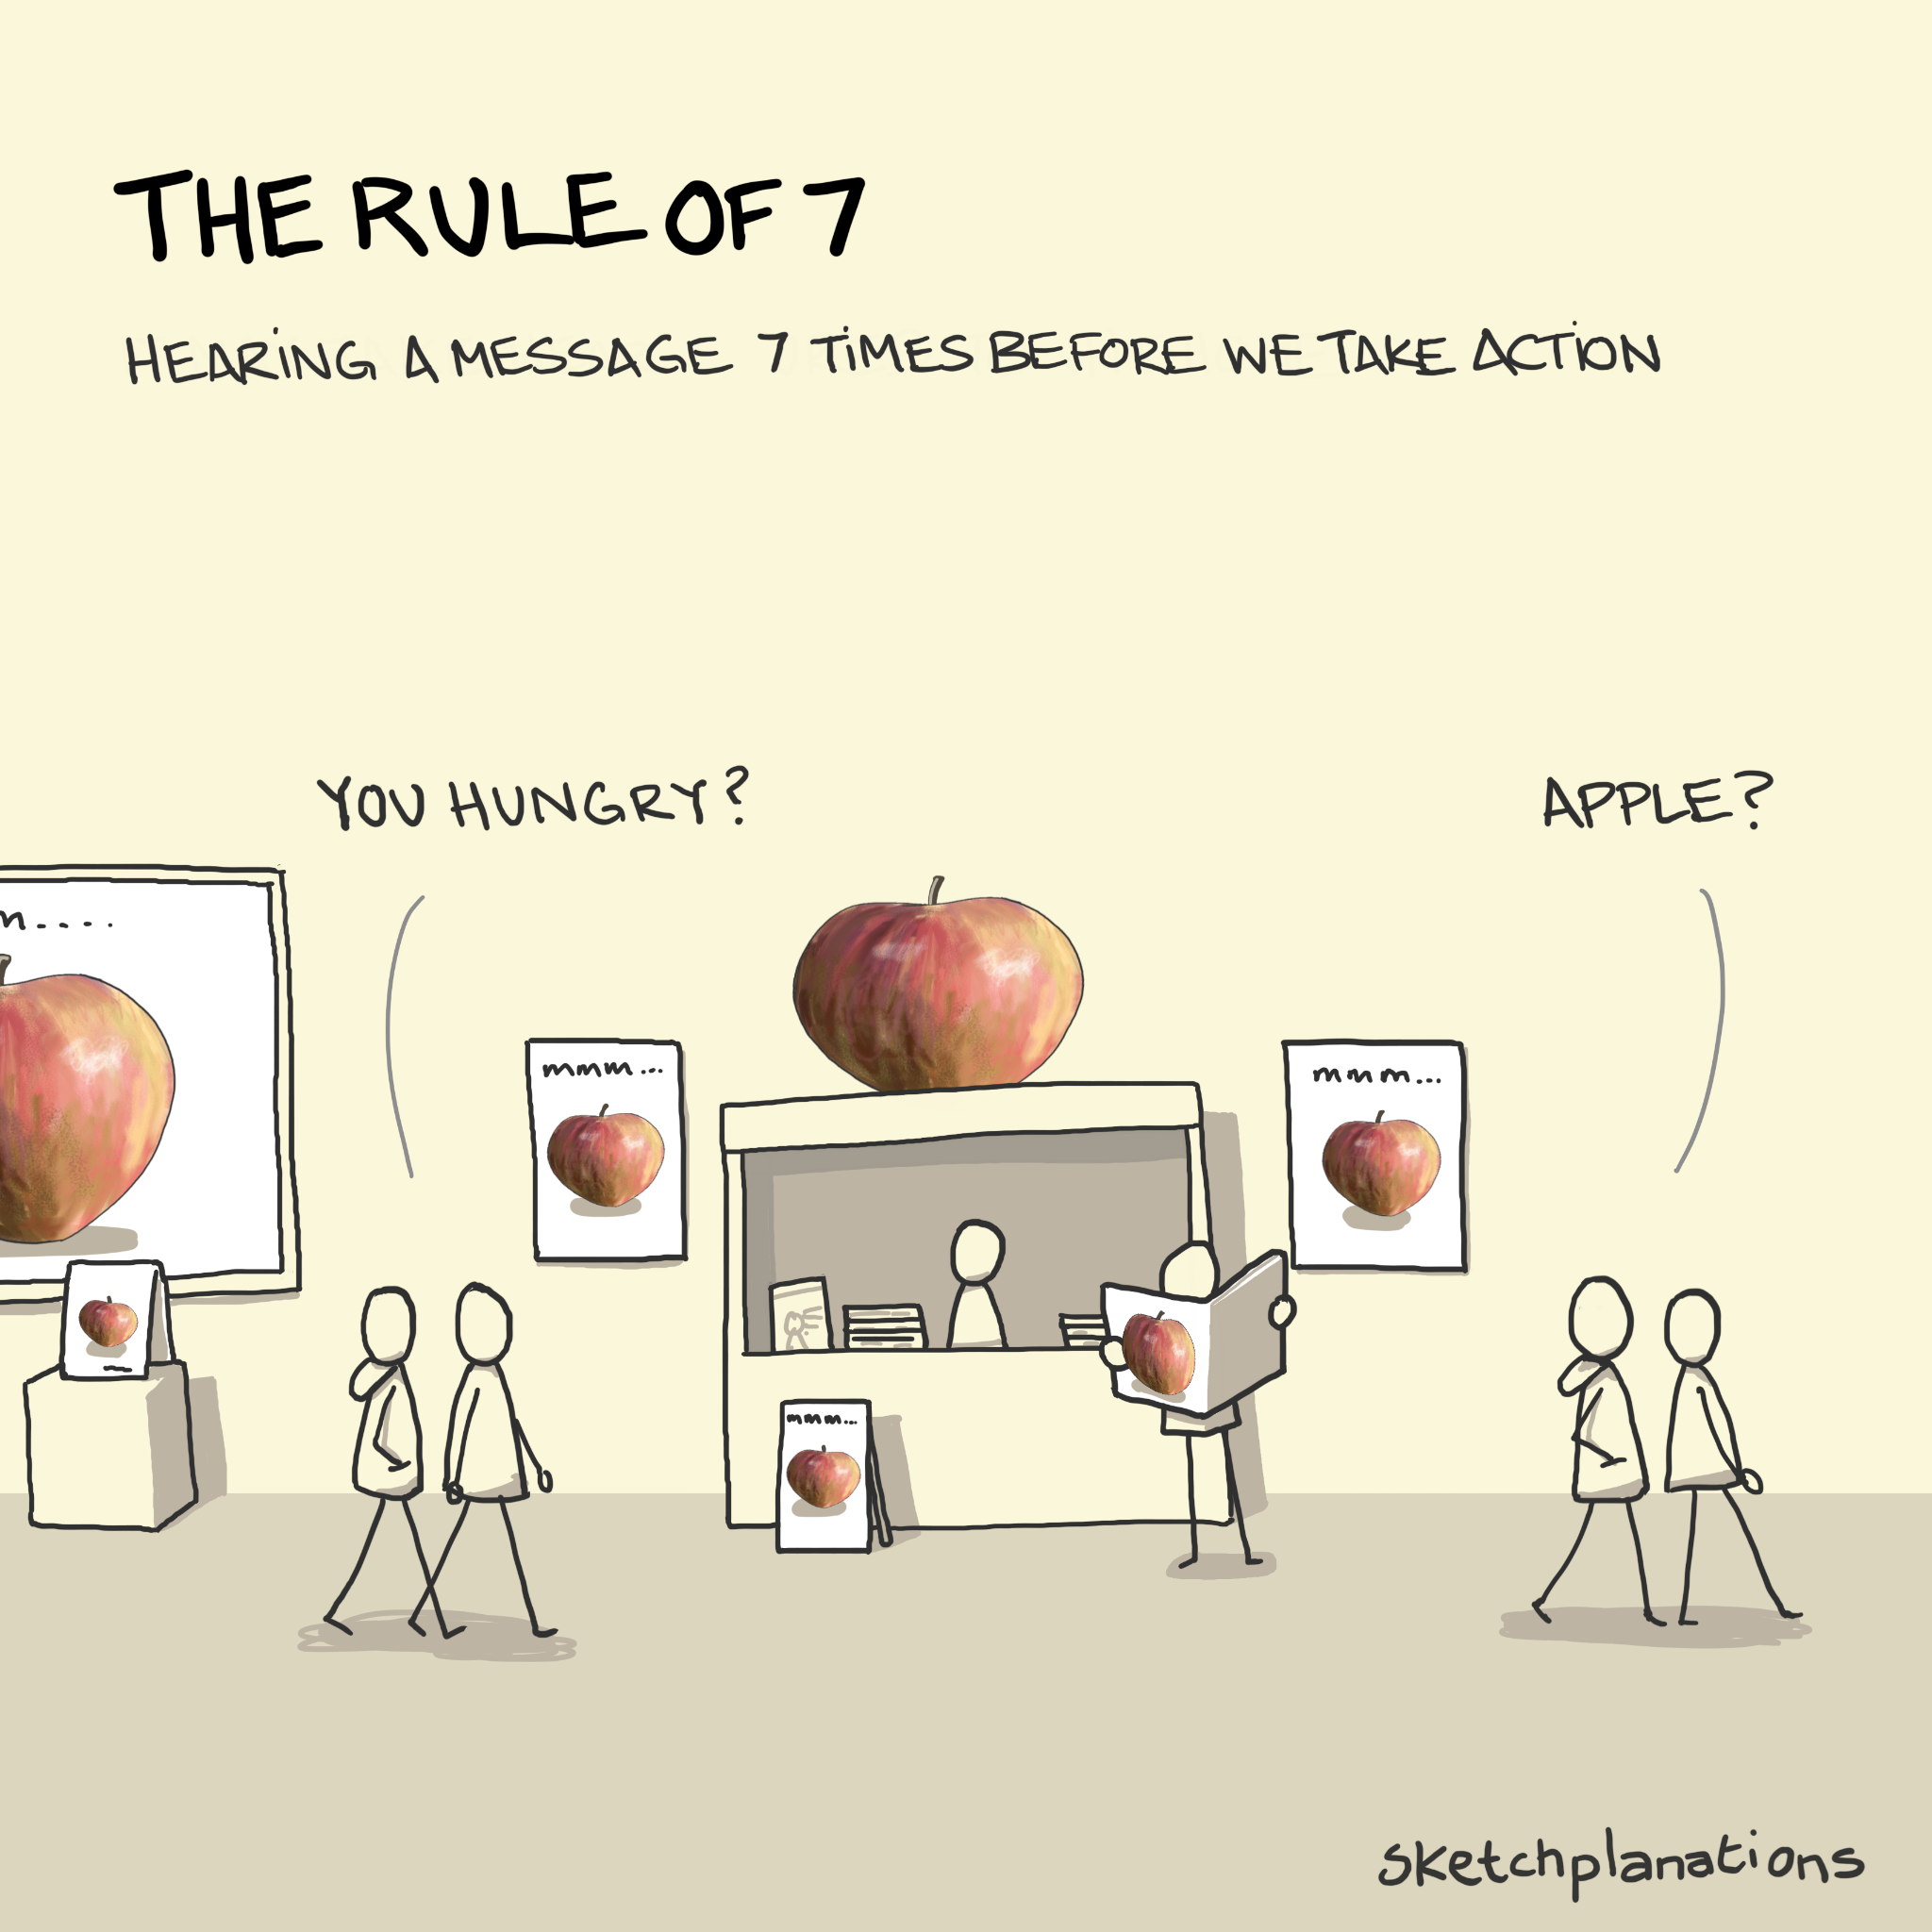 THE RULE OF 7
HEARING A MESSAGE 7 TIMES BEFORE WE TAKE ACTION
YOU HUNGRY?
APPLE?
mmm...
mmm...
mmm...
sketchplanations